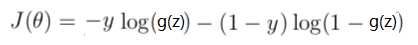 J(θ) = −y log(g(z)) − (1 − y) log(1 − g(z))